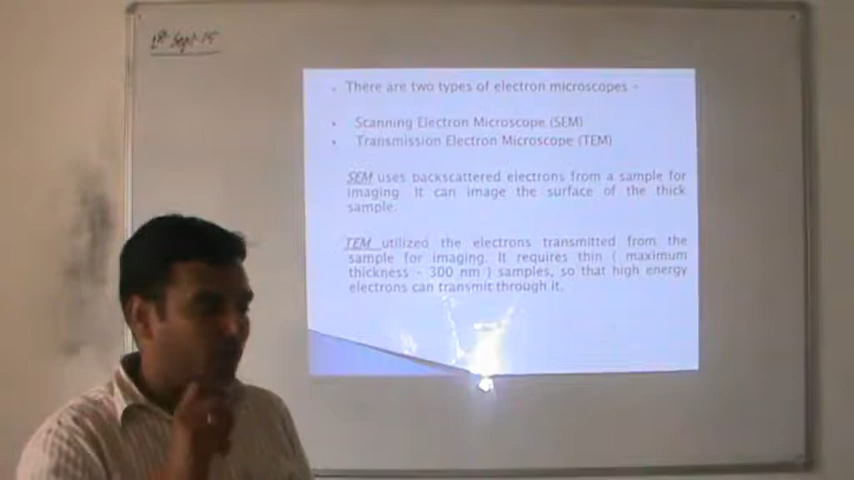 1st Sept-15
There are two types of electron microscopes -
Scanning Electron Microscope (SEM)
Transmission Electron Microscope (TEM)
SEM uses backscattered electrons from a sample for
imaging. It can image the surface of the thick
sample.
TEM utilized the electrons transmitted from the
sample for imaging. It requires thin ( maximum
thickness - 300 nm ) samples, so that high energy
electrons can transmit through it.